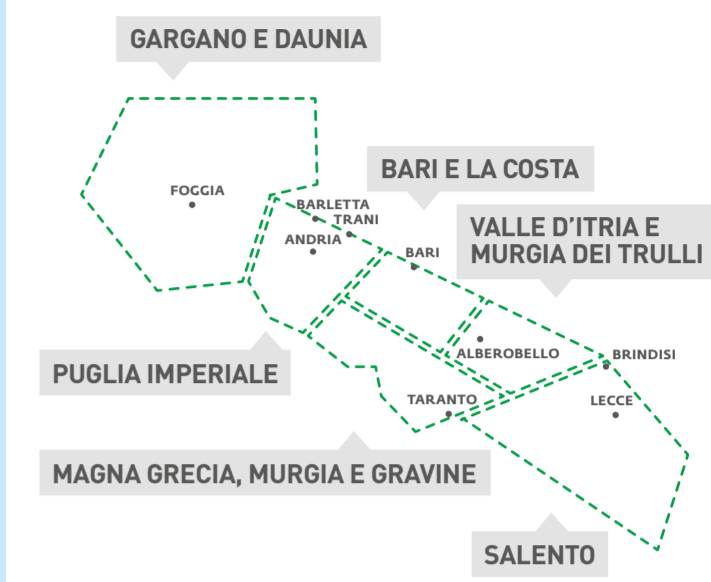 GARGANO E DAUNIA
BARI E LA COSTA
FOGGIA
BARLETTA
TRANI
VALLE D'ITRIA E
MURGIA DEI TRULLI
ANDRIA
BARI
ALBEROBELLO
BRINDISI
PUGLIA IMPERIALE
TARANTO
LECCE
MAGNA GRECIA, MURGIA E GRAVINE
SALENTO